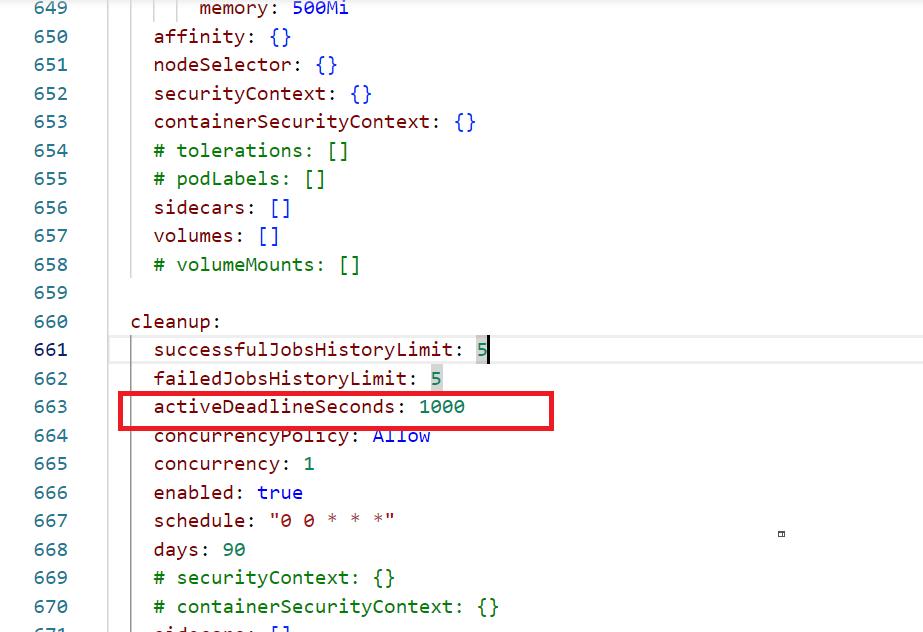 649 memory: 500Mi
650 affinity: {}
651 nodeSelector: {}
652 securityContext: {}
653 containerSecurityContext: {}
654 # tolerations: []
655 # podLabels: []
656 sidecars: []
657 volumes: []
658 # volumeMounts: []
659
660 cleanup:
661 successfulJobsHistoryLimit: 5
662 failedJobsHistoryLimit: 5
663 activeDeadlineSeconds: 1000
664 concurrencyPolicy: Allow
665 concurrency: 1
666 enabled: true
667 schedule: "0 0 * * *"
668 days: 90
669 # securityContext: {}
670 # containerSecurityContext: {}
671 sidecars: []